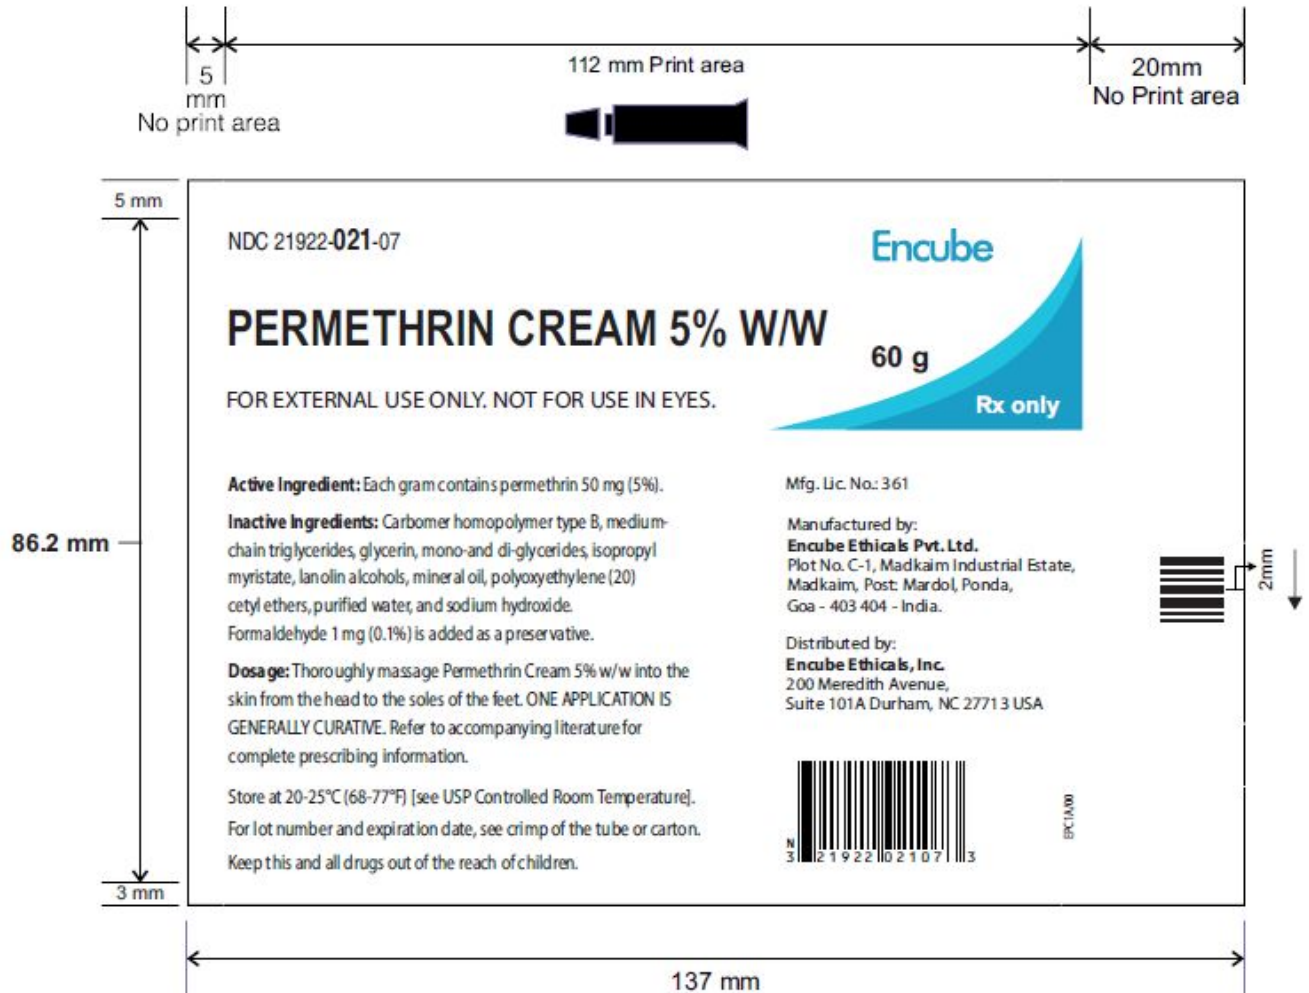 5
mm
No print area
112 mm Print area
20mm
No Print area
5 mm
86.2 mm
3 mm
NDC 21922-021-07
Encube
PERMETHRIN CREAM 5% W/W
60 g
FOR EXTERNAL USE ONLY. NOT FOR USE IN EYES.
Rx only
Active Ingredient: Each gram contains permethrin 50 mg (5%).
Inactive Ingredients: Carbomer homopolymer type B, medium-
chain triglycerides, glycerin, mono-and di-glycerides, isopropyl
myristate, lanolin alcohols, mineral oil, polyoxyethylene (20)
cetyl ethers, purified water, and sodium hydroxide.
Formaldehyde 1 mg (0.1%) is added as a preservative.
Dosage: Thoroughly massage Permethrin Cream 5% w/w into the
skin from the head to the soles of the feet. ONE APPLICATION IS
GENERALLY CURATIVE. Refer to accompanying literature for
complete prescribing information.
Store at 20-25°C (68-77°F) [see USP Controlled Room Temperature].
For lot number and expiration date, see crimp of the tube or carton.
Keep this and all drugs out of the reach of children.
Mfg. Lic. No.: 361
Manufactured by:
Encube Ethicals Pvt. Ltd.
Plot No. C-1, Madkaim Industrial Estate,
Madkaim, Post: Mardol, Ponda,
Goa - 403 404 - India.
Distributed by:
Encube Ethicals, Inc.
200 Meredith Avenue,
Suite 101A Durham, NC 27713 USA
N
3 21922 02107 3
EPC1A/00
2mm
137 mm